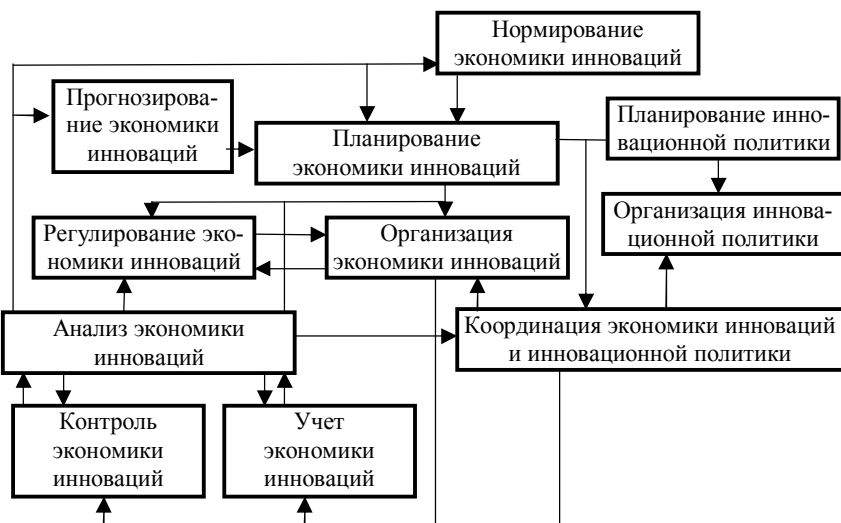 Нормирование
экономики инноваций
Прогнозирова-
ние экономики
инноваций
Планирование
экономики инноваций
Планирование инно-
вационной политики
Регулирование эко-
номики инноваций
Организация
экономики инноваций
Организация иннова-
ционной политики
Анализ экономики
инноваций
Координация экономики инноваций
и инновационной политики
Контроль
экономики
инноваций
Учет
экономики
инноваций